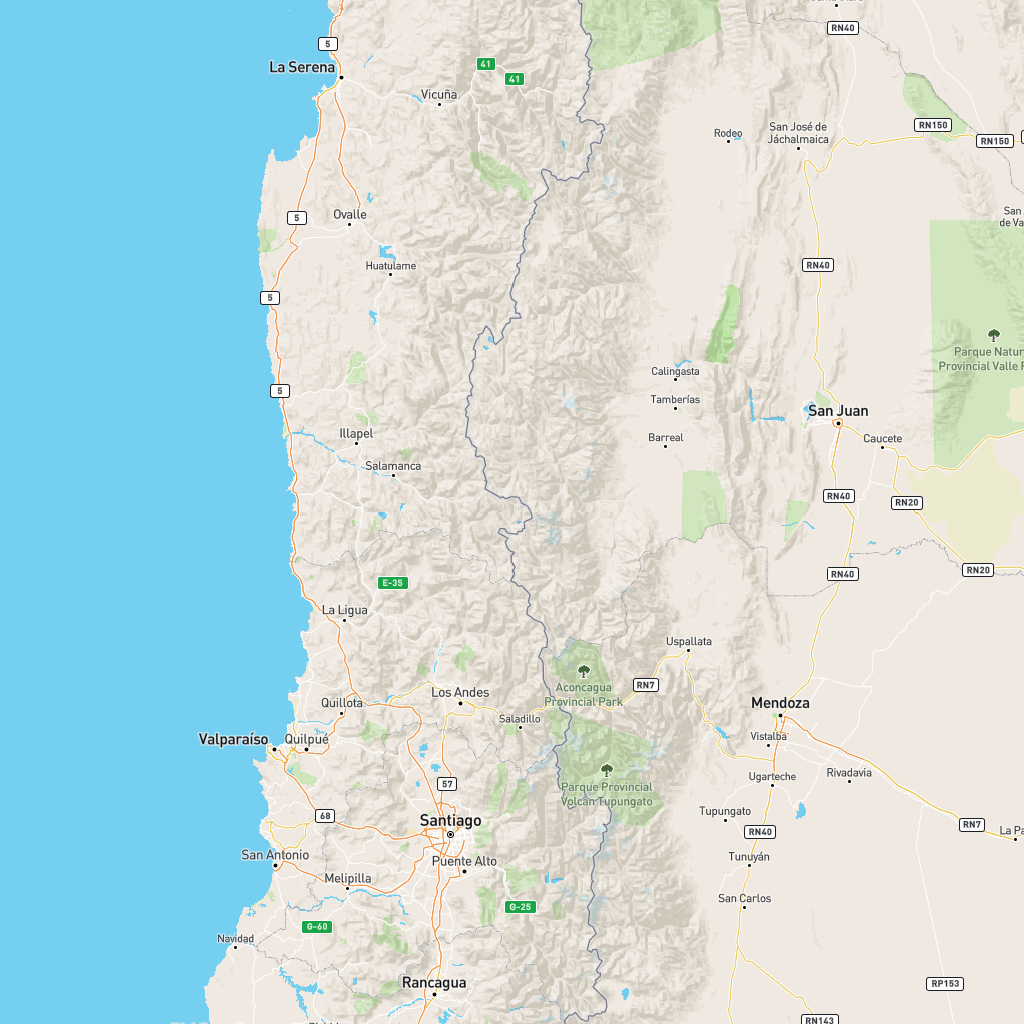 RN40
5
La Serena
41
41
Vicuña
Rodeo
San José de
Jáchalmaica
RN150
RN150
5
Ovalle
San
de Va
Huatulame
RN40
5
Parque Natur
Provincial Valle
Calingasta
5
Tamberías
San Juan
Illapel
Barreal
Caucete
Salamanca
RN40
RN20
E-35
RN40
RN20
La Ligua
Uspallata
Aconcagua
Provincial Park
RN7
Los Andes
Quillota
Saladillo
Mendoza
Valparaíso
Quilpué
Vistalba
57
Parque Provincial
Volcán Tupungato
Ugarteche
Rivadavia
68
Santiago
Tupungato
RN7
RN40
La Pa
San Antonio
Puente Alto
Tunuyán
Melipilla
G-25
San Carlos
G-60
Navidad
Rancagua
RP153
RN143